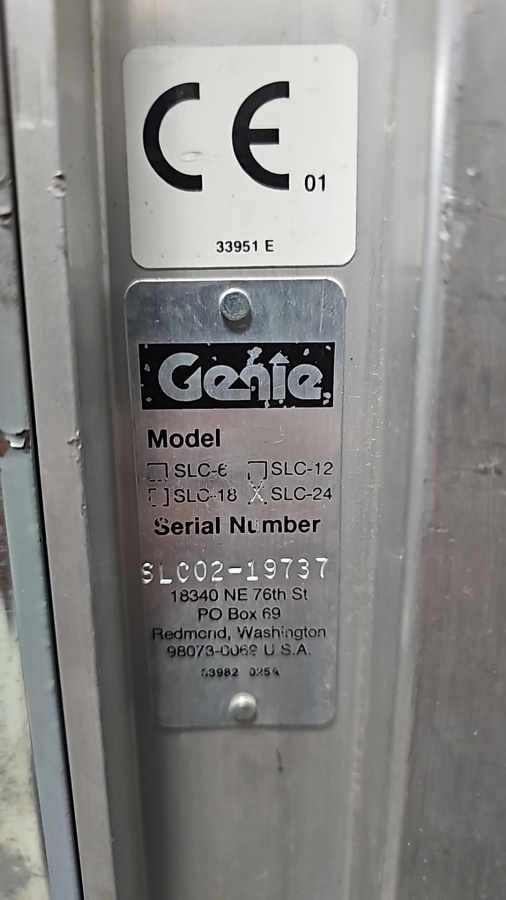 CE 01
33951 E
Genie
Model
SLC-6 SLC-12
SLC-18 X SLC-24
Serial Number
SLC02-19737
18340 NE 76th St
PO Box 69
Redmond, Washington
98073-0069 U.S.A.